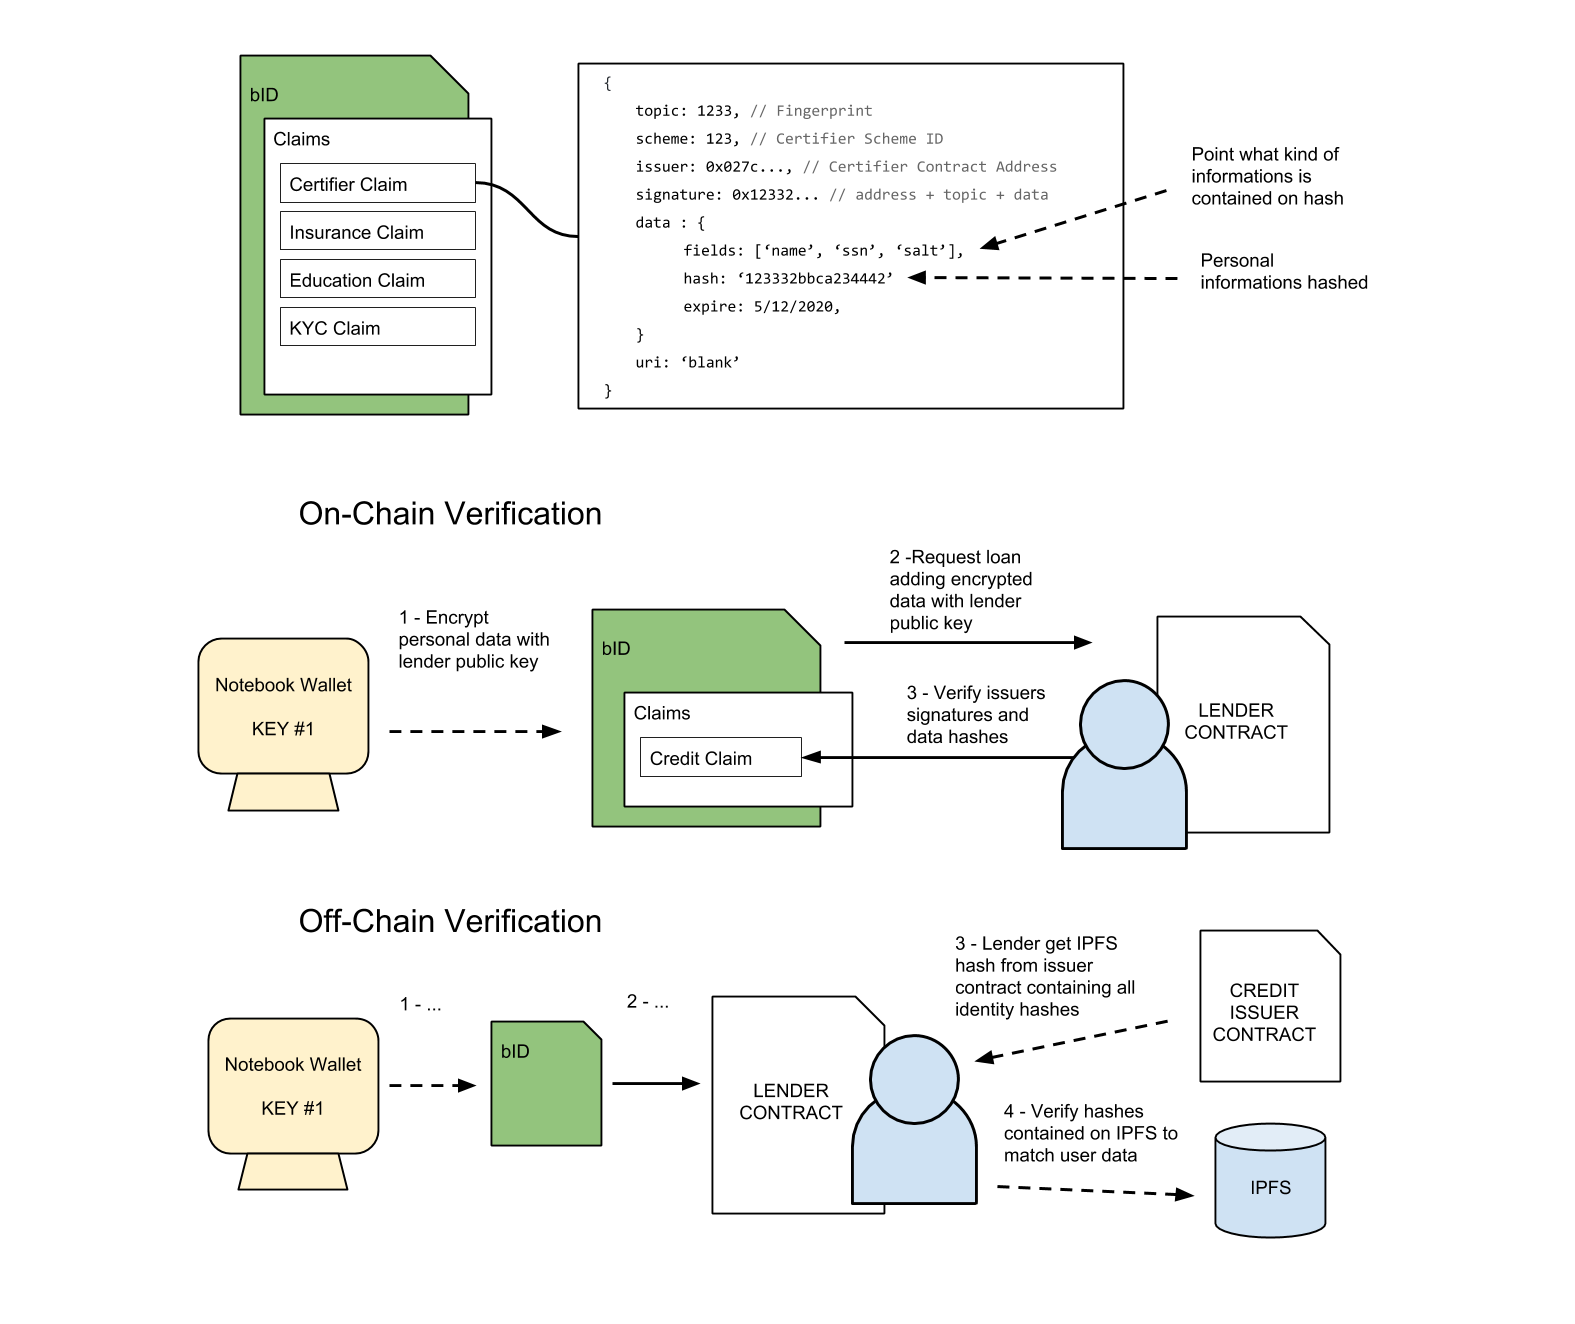 bID
Claims
Certifier Claim
Insurance Claim
Education Claim
KYC Claim
{
topic: 1233, // Fingerprint
scheme: 123, // Certifier Scheme ID
issuer: 0x027c..., // Certifier Contract Address
signature: 0x12332... // address + topic + data
data : {
fields: [‘name’, ‘ssn’, ‘salt’],
hash: ‘123332bbca234442’
expire: 5/12/2020,
}
uri: ‘blank’
}
Point what kind of
informations is
contained on hash
Personal
informations hashed
On-Chain Verification
Notebook Wallet
KEY #1
1 - Encrypt
personal data with
lender public key
bID
Claims
Credit Claim
2 -Request loan
adding encrypted
data with lender
public key
3 - Verify issuers
signatures and
data hashes
LENDER
CONTRACT
Off-Chain Verification
Notebook Wallet
KEY #1
1 - ...
bID
2 - ...
LENDER
CONTRACT
3 - Lender get IPFS
hash from issuer
contract containing all
identity hashes
CREDIT
ISSUER
CONTRACT
4 - Verify hashes
contained on IPFS to
match user data
IPFS